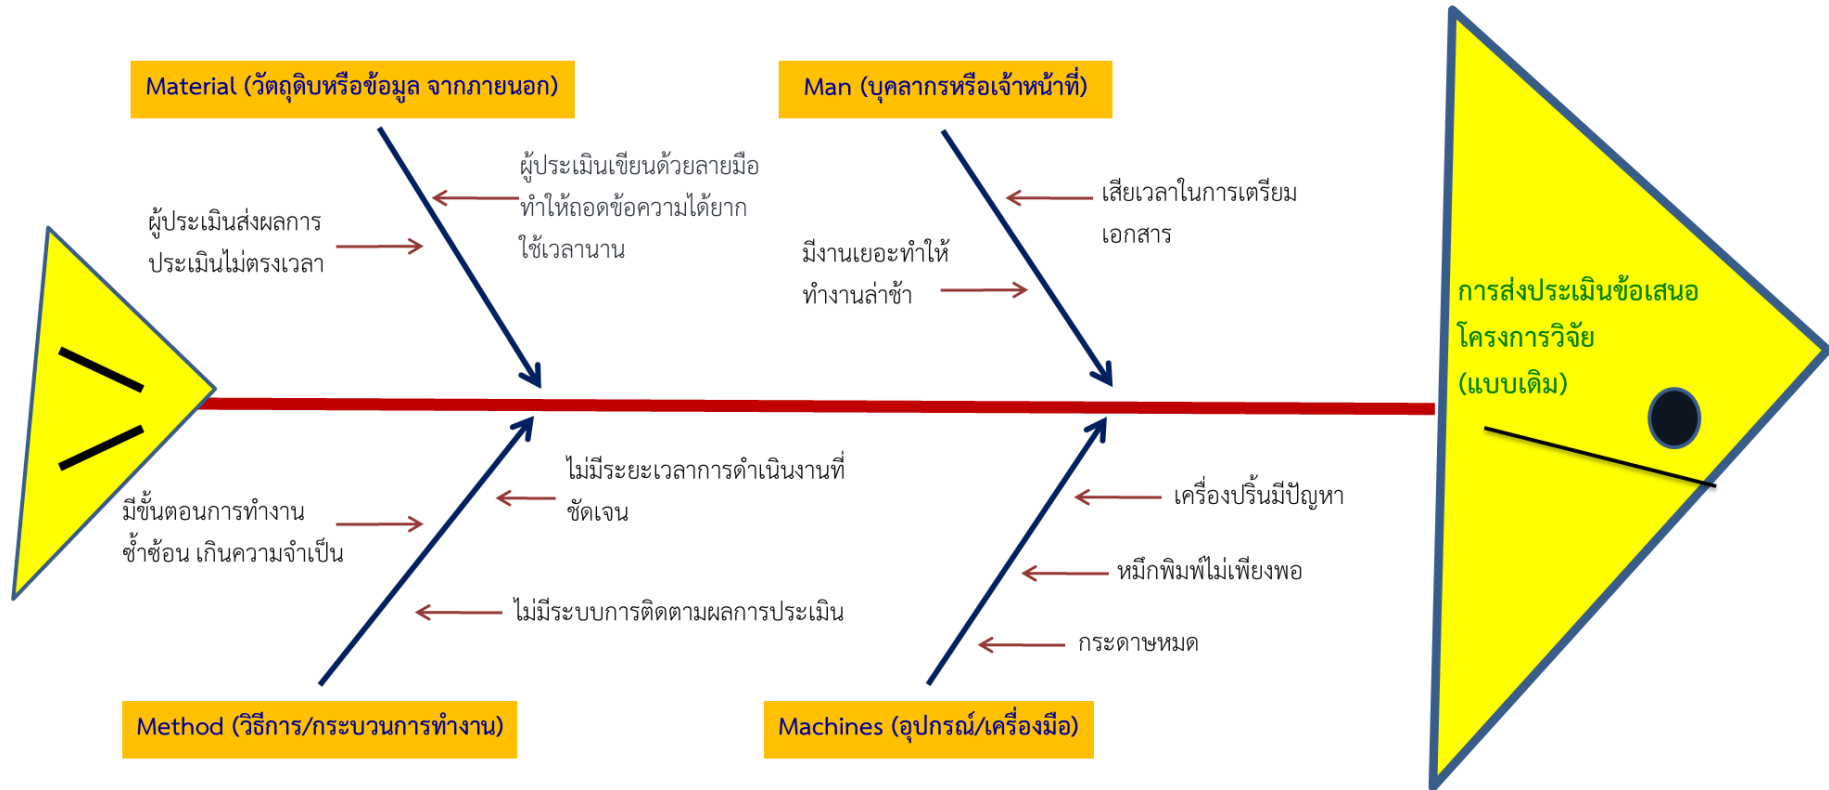 Material (วัตถุดิบหรือข้อมูล จากภายนอก)
Man (บุคลากรหรือเจ้าหน้าที่)
ผู้ประเมินเขียนด้วยลายมือ
ทำให้ถอดข้อความได้ยาก
ใช้เวลานาน
ผู้ประเมินส่งผลการ
ประเมินไม่ตรงเวลา
เสียเวลาในการเตรียม
เอกสาร
มีงานเยอะทำให้
ทำงานล่าช้า
การส่งประเมินข้อเสนอ
โครงการวิจัย
(แบบเดิม)
ไม่มีระยะเวลาการดำเนินงานที่
ชัดเจน
มีขั้นตอนการทำงาน
ซ้ำซ้อน เกินความจำเป็น
ไม่มีระบบการติดตามผลการประเมิน
เครื่องปริ้นมีปัญหา
หมึกพิมพ์ไม่เพียงพอ
กระดาษหมด
Method (วิธีการ/กระบวนการทำงาน)
Machines (อุปกรณ์/เครื่องมือ)